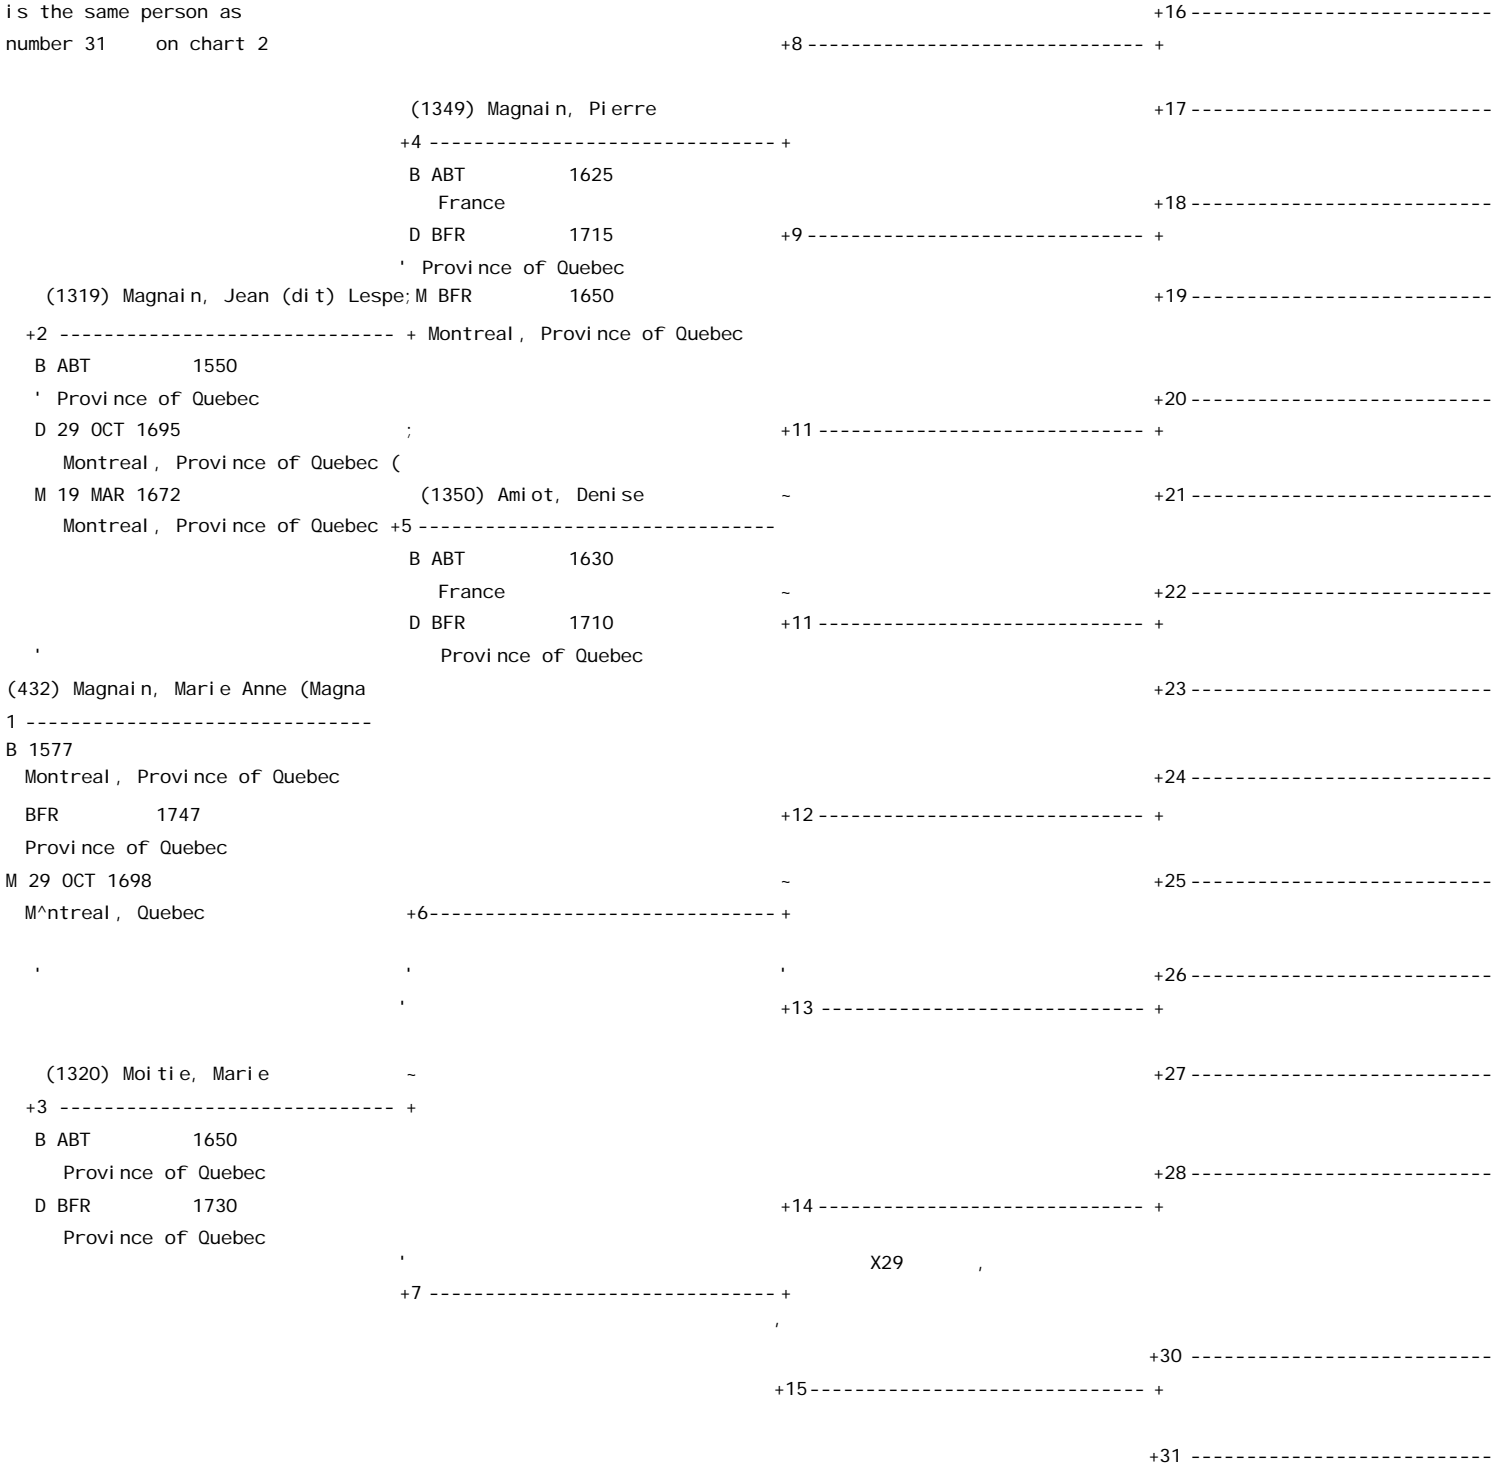 is the same person as
+16 ---------------------------
number 31 on chart 2
+8 ------------------------------- +
(1349) Magnain, Pierre
+17 ---------------------------
+4 ------------------------------- +
B ABT 1625
France
+18 ---------------------------
D BFR 1715
+9 ------------------------------- +
' Province of Quebec
(1319) Magnain, Jean (dit) Lespe; M BFR 1650
+19 ---------------------------
+2 ------------------------------ + Montreal, Province of Quebec
B ABT 1550
' Province of Quebec
+20 ---------------------------
D 29 OCT 1695 ;
+11 ------------------------------ +
Montreal, Province of Quebec (
M 19 MAR 1672 (1350) Amiot, Denise ~
+21 ---------------------------
Montreal, Province of Quebec +5 --------------------------------
B ABT 1630
France ~
+22 ---------------------------
D BFR 1710
+11 ------------------------------ +
' Province of Quebec
(432) Magnain, Marie Anne (Magna
+23 ---------------------------
1 -------------------------------
B 1577
Montreal, Province of Quebec
+24 ---------------------------
BFR 1747
+12 ------------------------------ +
Province of Quebec
M 29 OCT 1698 ~
+25 ---------------------------
M^ntreal, Quebec +6------------------------------- +
' ' '
+26 ---------------------------
' +13 ----------------------------- +
(1320) Moitie, Marie ~
+27 ---------------------------
+3 ------------------------------ +
B ABT 1650
Province of Quebec
+28 ---------------------------
D BFR 1730
+14 ------------------------------ +
Province of Quebec
' X29 ,
+7 ------------------------------- +
,
+30 ---------------------------
+15------------------------------ +
+31 ---------------------------